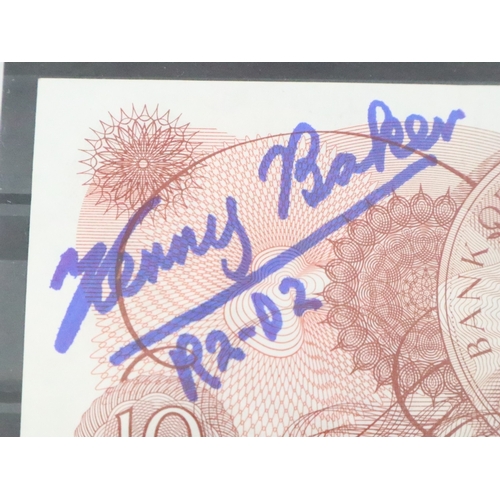 Kenny Baker
R2-D2
BANK O
10